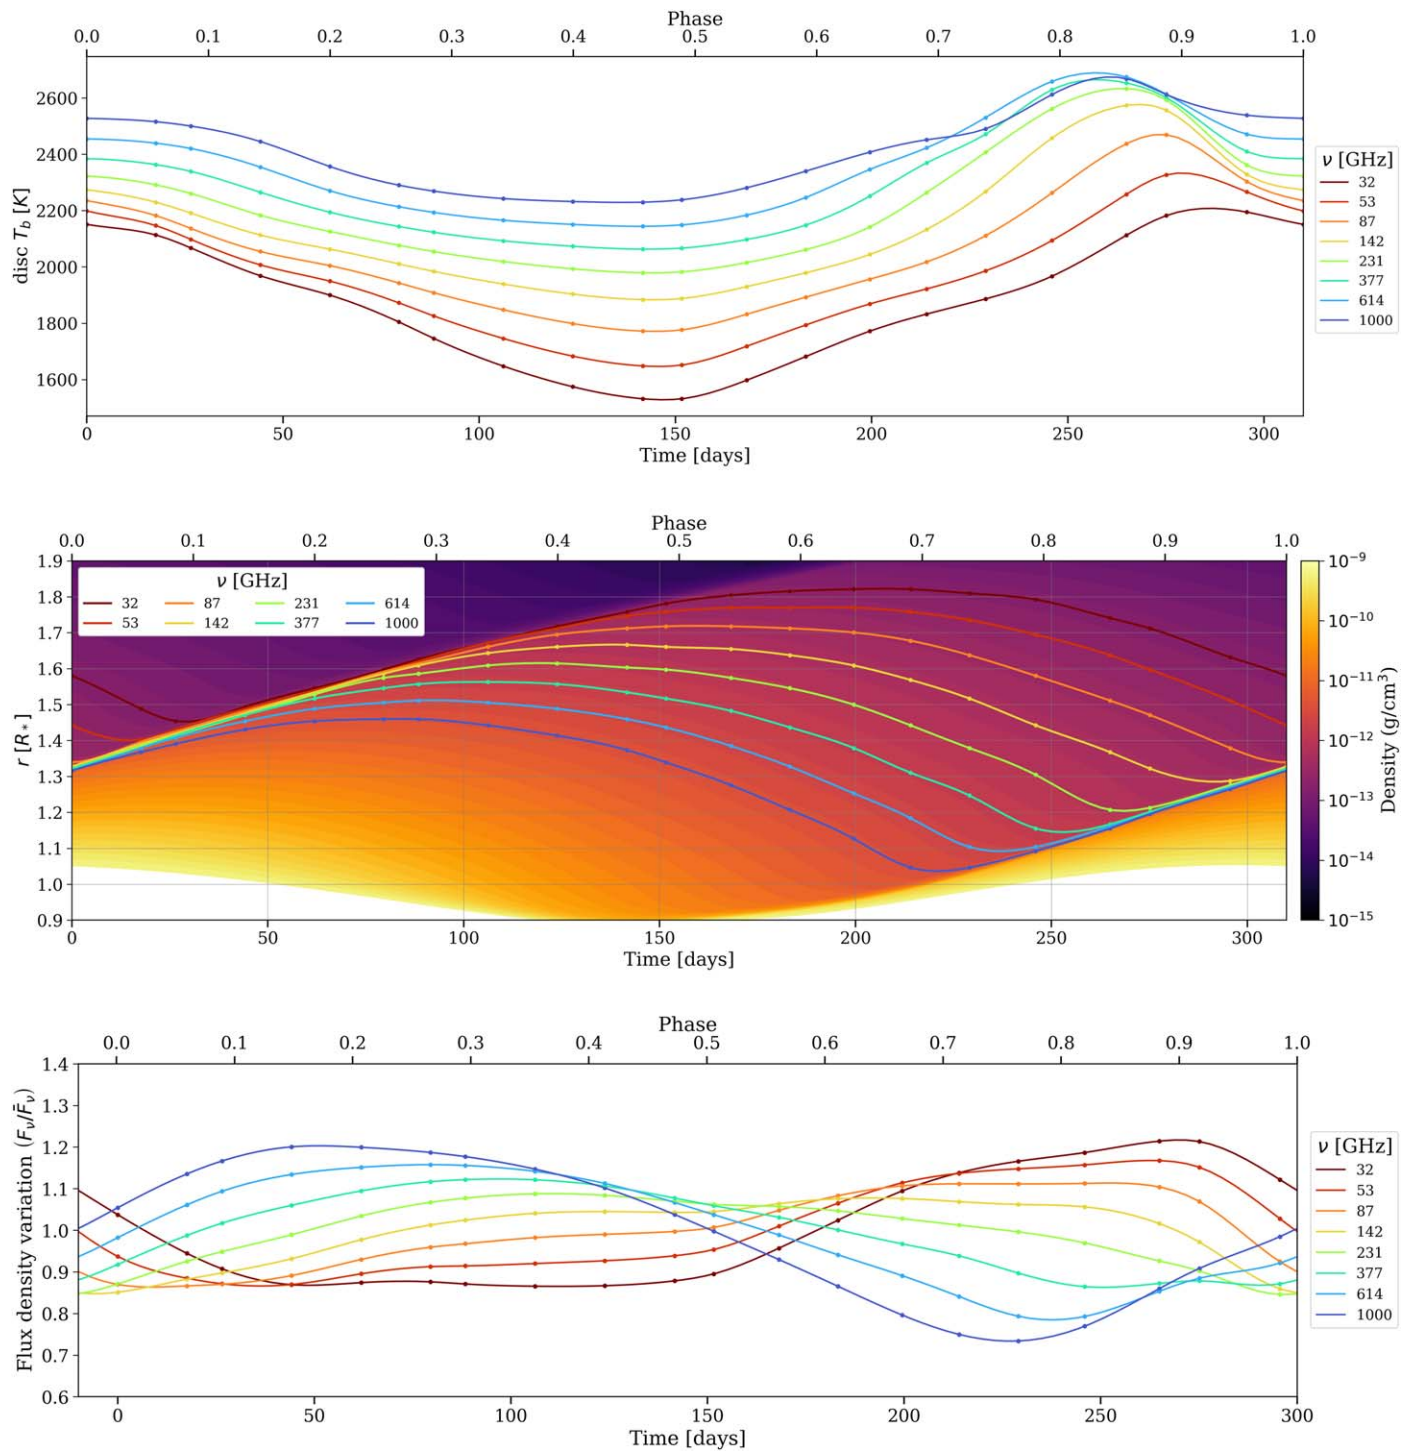 Phase
0.0 0.1 0.2 0.3 0.4 0.5 0.6 0.7 0.8 0.9 1.0
disc T_b [K]
2600
2400
2200
2000
1800
1600
0 50 100 150 200 250 300
Time [days]
ν [GHz]
32
53
87
142
231
377
614
1000
Phase
0.0 0.1 0.2 0.3 0.4 0.5 0.6 0.7 0.8 0.9 1.0
r [R_*]
1.9
1.8
1.7
1.6
1.5
1.4
1.3
1.2
1.1
1.0
0.9
ν [GHz]
32 87 231 614
53 142 377 1000
0 50 100 150 200 250 300
Time [days]
10⁻⁹
10⁻¹⁰
10⁻¹¹
10⁻¹²
10⁻¹³
10⁻¹⁴
10⁻¹⁵
Density (g/cm³)
Phase
0.0 0.1 0.2 0.3 0.4 0.5 0.6 0.7 0.8 0.9 1.0
Flux density variation (F_ν/F̄_ν)
1.4
1.3
1.2
1.1
1.0
0.9
0.8
0.7
0.6
0 50 100 150 200 250 300
Time [days]
ν [GHz]
32
53
87
142
231
377
614
1000